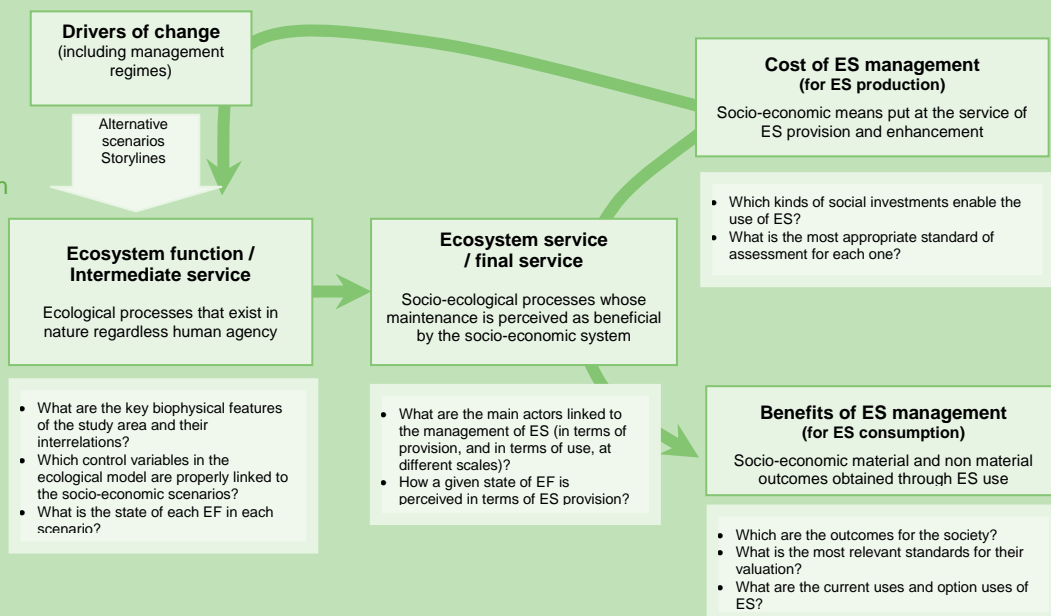 Drivers of change
(including management
regimes)
Alternative
scenarios
Storylines
Ecosystem function /
Intermediate service
Ecological processes that exist in
nature regardless human agency
• What are the key biophysical features
of the study area and their
interrelations?
• Which control variables in the
ecological model are properly linked to
the socio-economic scenarios?
• What is the state of each EF in each
scenario?
Ecosystem service
/ final service
Socio-ecological processes whose
maintenance is perceived as beneficial
by the socio-economic system
• What are the main actors linked to
the management of ES (in terms of
provision, and in terms of use, at
different scales)?
• How a given state of EF is
perceived in terms of ES provision?
Cost of ES management
(for ES production)
Socio-economic means put at the service of
ES provision and enhancement
• Which kinds of social investments enable the
use of ES?
• What is the most appropriate standard of
assessment for each one?
Benefits of ES management
(for ES consumption)
Socio-economic material and non material
outcomes obtained through ES use
• Which are the outcomes for the society?
• What is the most relevant standards for their
valuation?
• What are the current uses and option uses of
ES?